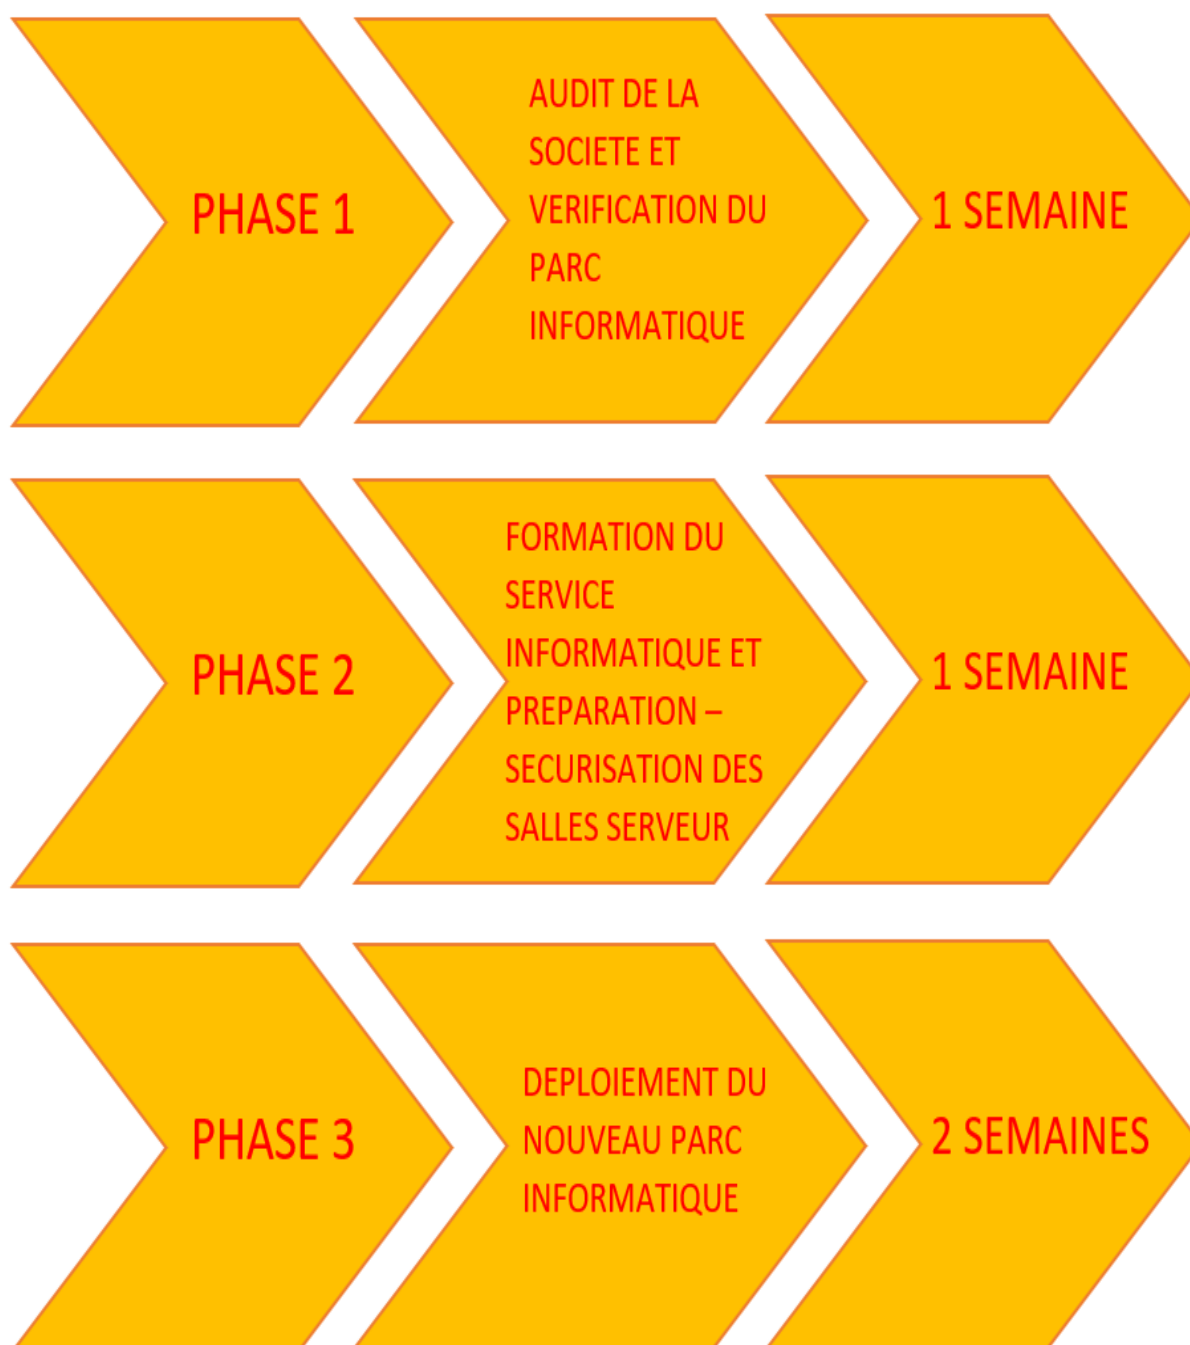 PHASE 1
AUDIT DE LA
SOCIETE ET
VERIFICATION DU
PARC
INFORMATIQUE
1 SEMAINE
PHASE 2
FORMATION DU
SERVICE
INFORMATIQUE ET
PREPARATION –
SECURISATION DES
SALLES SERVEUR
1 SEMAINE
PHASE 3
DEPLOIEMENT DU
NOUVEAU PARC
INFORMATIQUE
2 SEMAINES